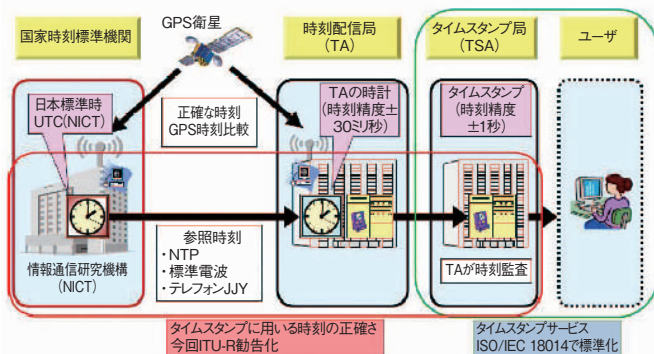 国家時刻標準機関
GPS衛星
時刻配信局
(TA)
タイムスタンプ局
(TSA)
ユーザ
日本標準時
UTC(NICT)
正確な時刻
GPS時刻比較
TAの時計
(時刻精度±
30ミリ秒)
タイムスタンプ
(時刻精度
±1秒)
参照時刻
・NTP
・標準電波
・テレフォンJJY
情報通信研究機構
(NICT)
TAが時刻監査
タイムスタンプに用いる時刻の正確さ
今回ITU-R勧告化
タイムスタンプサービス
ISO/IEC 18014で標準化